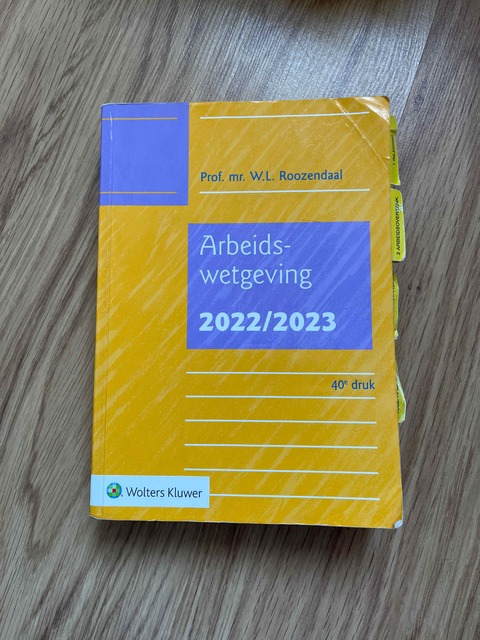 Prof. mr. W.L. Roozendaal
Arbeids-
wetgeving
2022/2023
40e druk
Wolters Kluwer